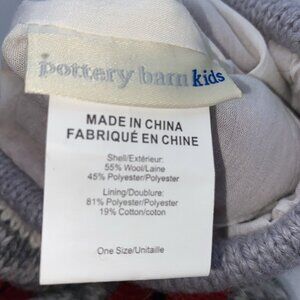 pottery barn kids
MADE IN CHINA
FABRIQUÉ EN CHINE
Shell/Extérieur:
55% Wool/Laine
45% Polyester/Polyester
Lining/Doublure:
81% Polyester/Polyester
19% Cotton/coton
One Size/Unitaille